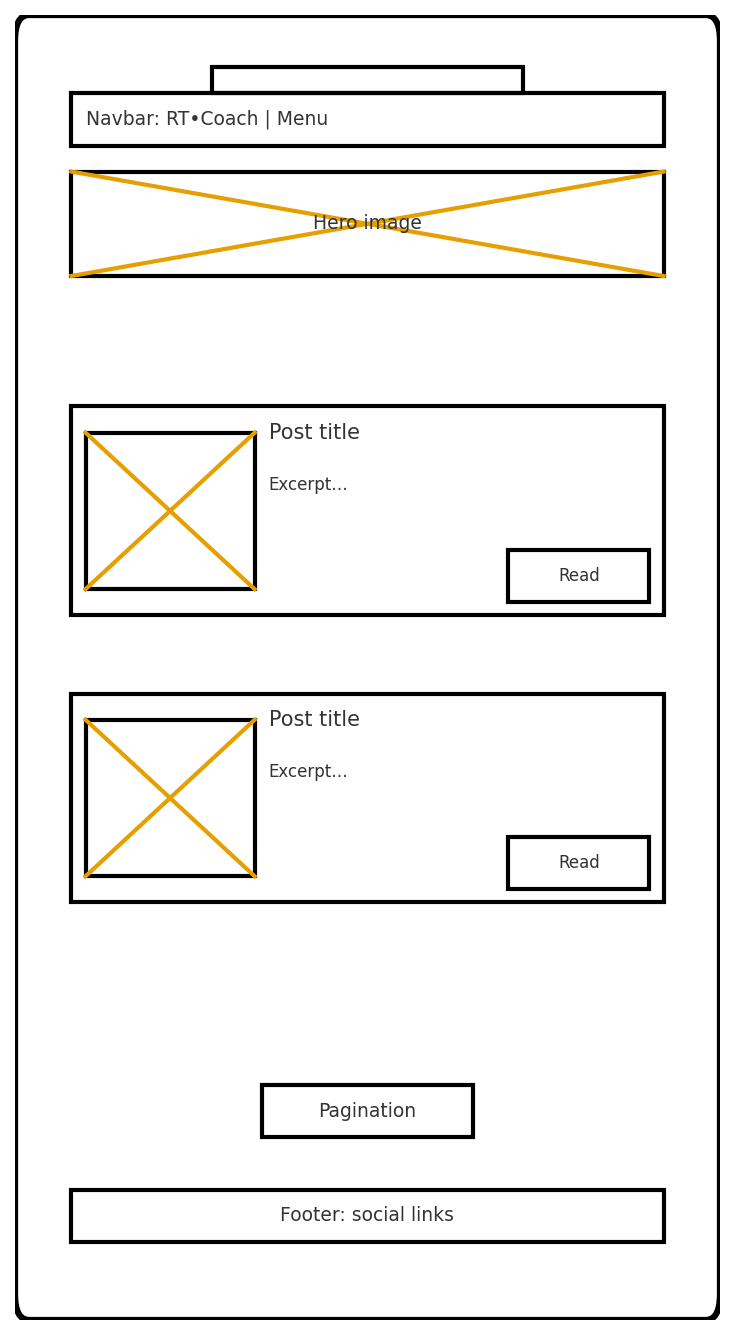 Navbar: RT•Coach | Menu
Hero image
Post title
Excerpt...
Read
Post title
Excerpt...
Read
Pagination
Footer: social links